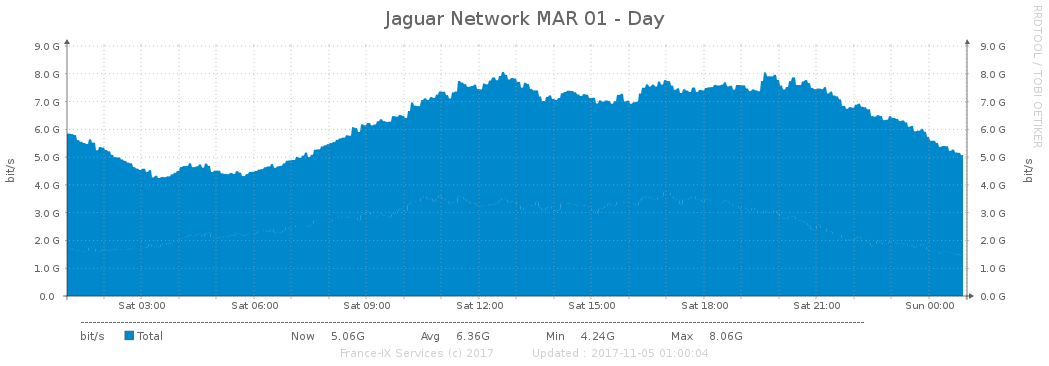 Jaguar Network MAR 01 - Day
RRDTOOL / TOBI OETIKER
bit/s
9.0 G 9.0 G
8.0 G 8.0 G
7.0 G 7.0 G
6.0 G 6.0 G
5.0 G 5.0 G
4.0 G 4.0 G
3.0 G 3.0 G
2.0 G 2.0 G
1.0 G 1.0 G
0.0 0.0 G
bit/s
Sat 03:00 Sat 06:00 Sat 09:00 Sat 12:00 Sat 15:00 Sat 18:00 Sat 21:00 Sun 00:00
bit/s Total Now 5.06G Avg 6.36G Min 4.24G Max 8.06G
France-IX Services (c) 2017 Updated : 2017-11-05 01:00:04